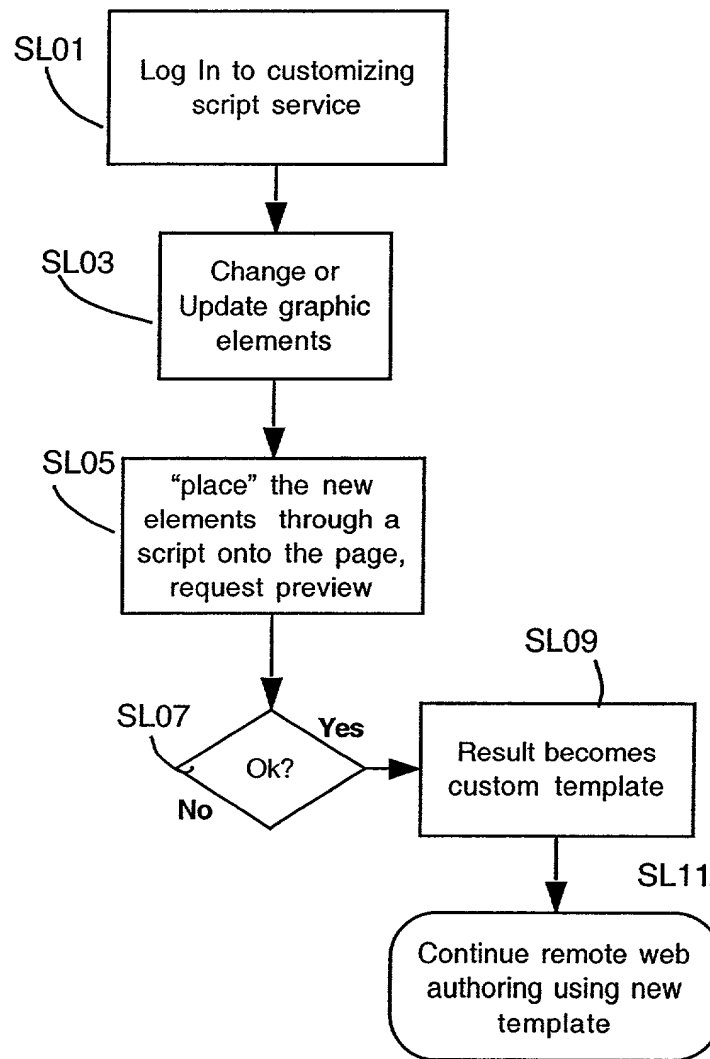 SL01
Log In to customizing
script service
SL03
Change or
Update graphic
elements
SL05
“place” the new
elements through a
script onto the page,
request preview
SL07
Ok?
Yes
No
SL09
Result becomes
custom template
SL11
Continue remote web
authoring using new
template